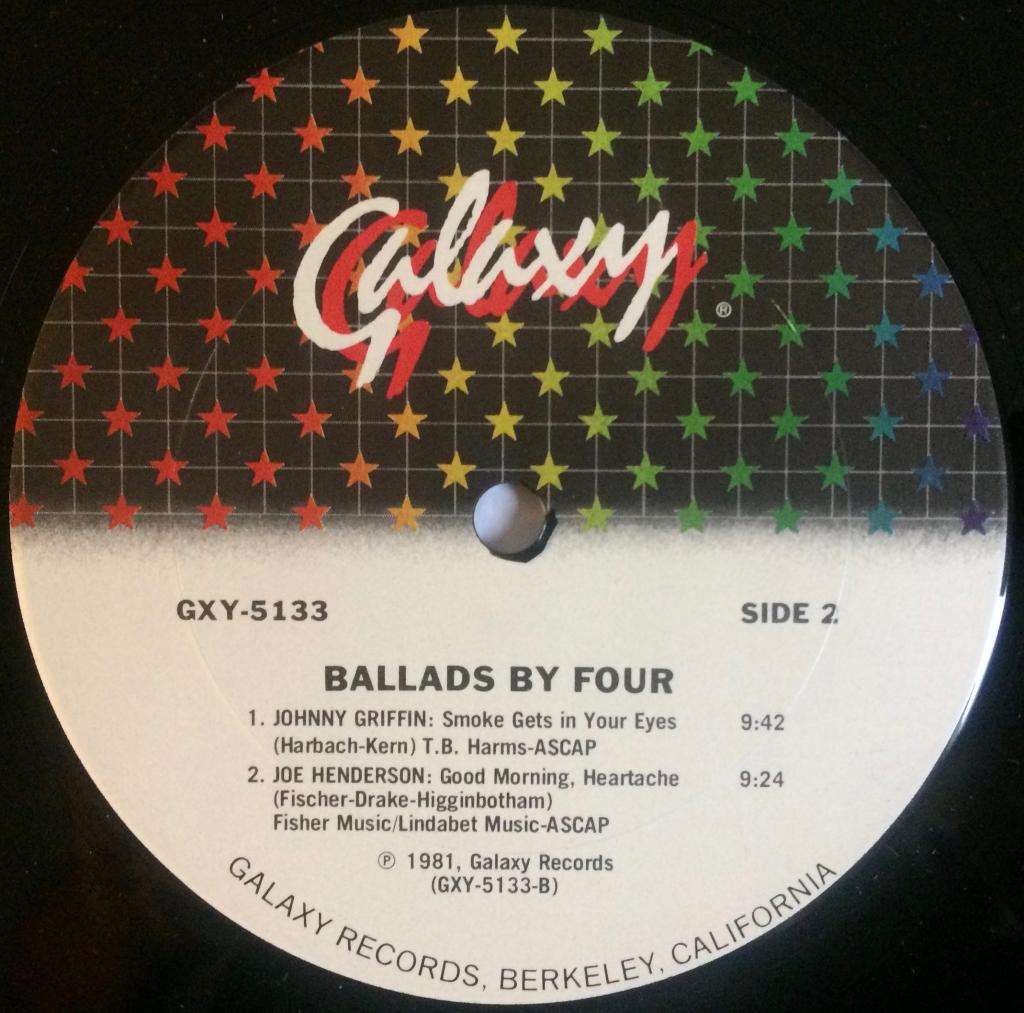 Galaxy ®
GXY-5133 SIDE 2
BALLADS BY FOUR
1. JOHNNY GRIFFIN: Smoke Gets in Your Eyes 9:42
(Harbach-Kern) T.B. Harms-ASCAP
2. JOE HENDERSON: Good Morning, Heartache 9:24
(Fischer-Drake-Higginbotham)
Fisher Music/Lindabet Music-ASCAP
℗ 1981, Galaxy Records
(GXY-5133-B)
GALAXY RECORDS, BERKELEY, CALIFORNIA